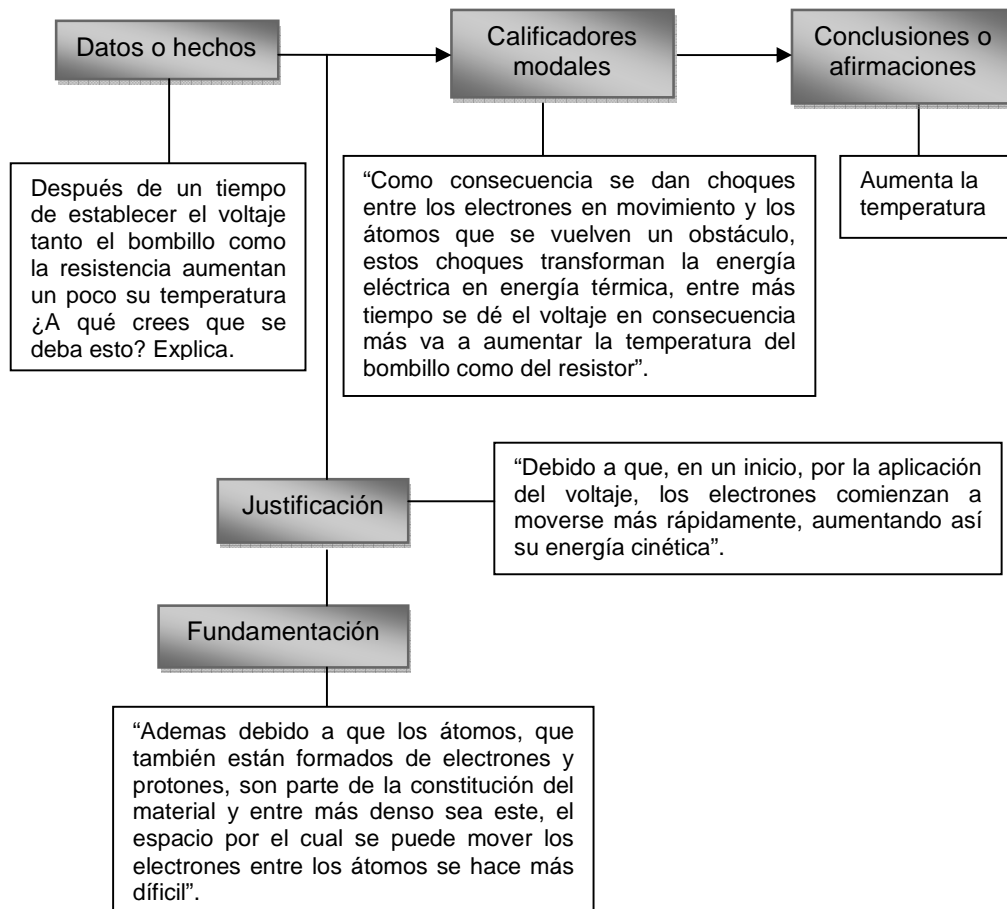 Datos o hechos
Calificadores
modales
Conclusiones o
afirmaciones
Después de un tiempo
de establecer el voltaje
tanto el bombillo como
la resistencia aumentan
un poco su temperatura
¿A qué crees que se
deba esto? Explica.
“Como consecuencia se dan choques
entre los electrones en movimiento y los
átomos que se vuelven un obstáculo,
estos choques transforman la energía
eléctrica en energía térmica, entre más
tiempo se dé el voltaje en consecuencia
más va a aumentar la temperatura del
bombillo como del resistor”.
Aumenta la
temperatura
Justificación
“Debido a que, en un inicio, por la aplicación
del voltaje, los electrones comienzan a
moverse más rápidamente, aumentando así
su energía cinética”.
Fundamentación
“Ademas debido a que los átomos, que
también están formados de electrones y
protones, son parte de la constitución del
material y entre más denso sea este, el
espacio por el cual se puede mover los
electrones entre los átomos se hace más
díficil”.